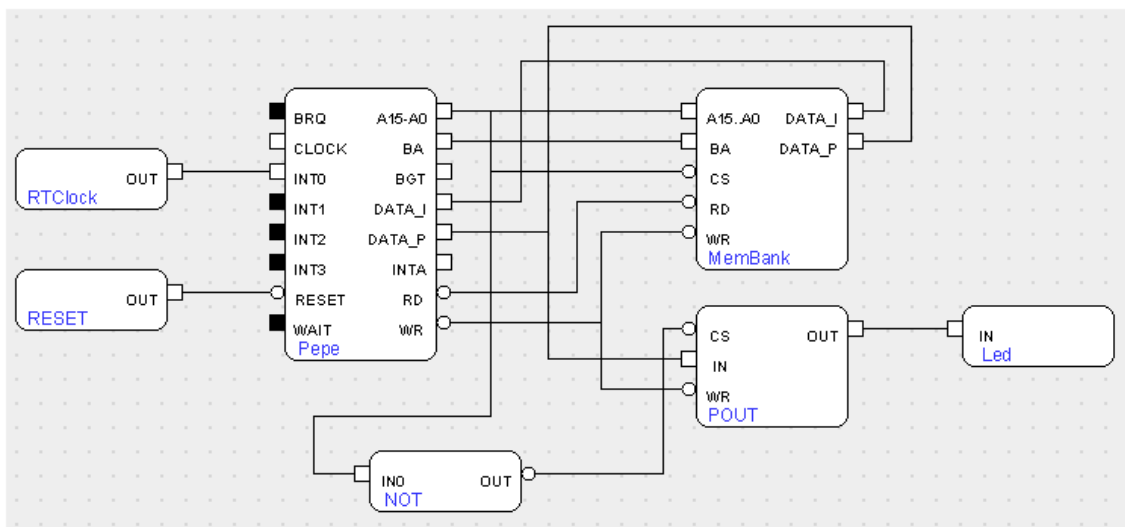 BRQ A15-A0
CLOCK BA
INT0 BGT
INT1 DATA_I
INT2 DATA_P
INT3 INTA
RESET RD
WAIT WR
Pepe
OUT
RTClock
OUT
RESET
A15..A0 DATA_I
BA DATA_P
CS
RD
WR
MemBank
CS OUT
IN
WR
POUT
IN
Led
IN0 OUT
NOT